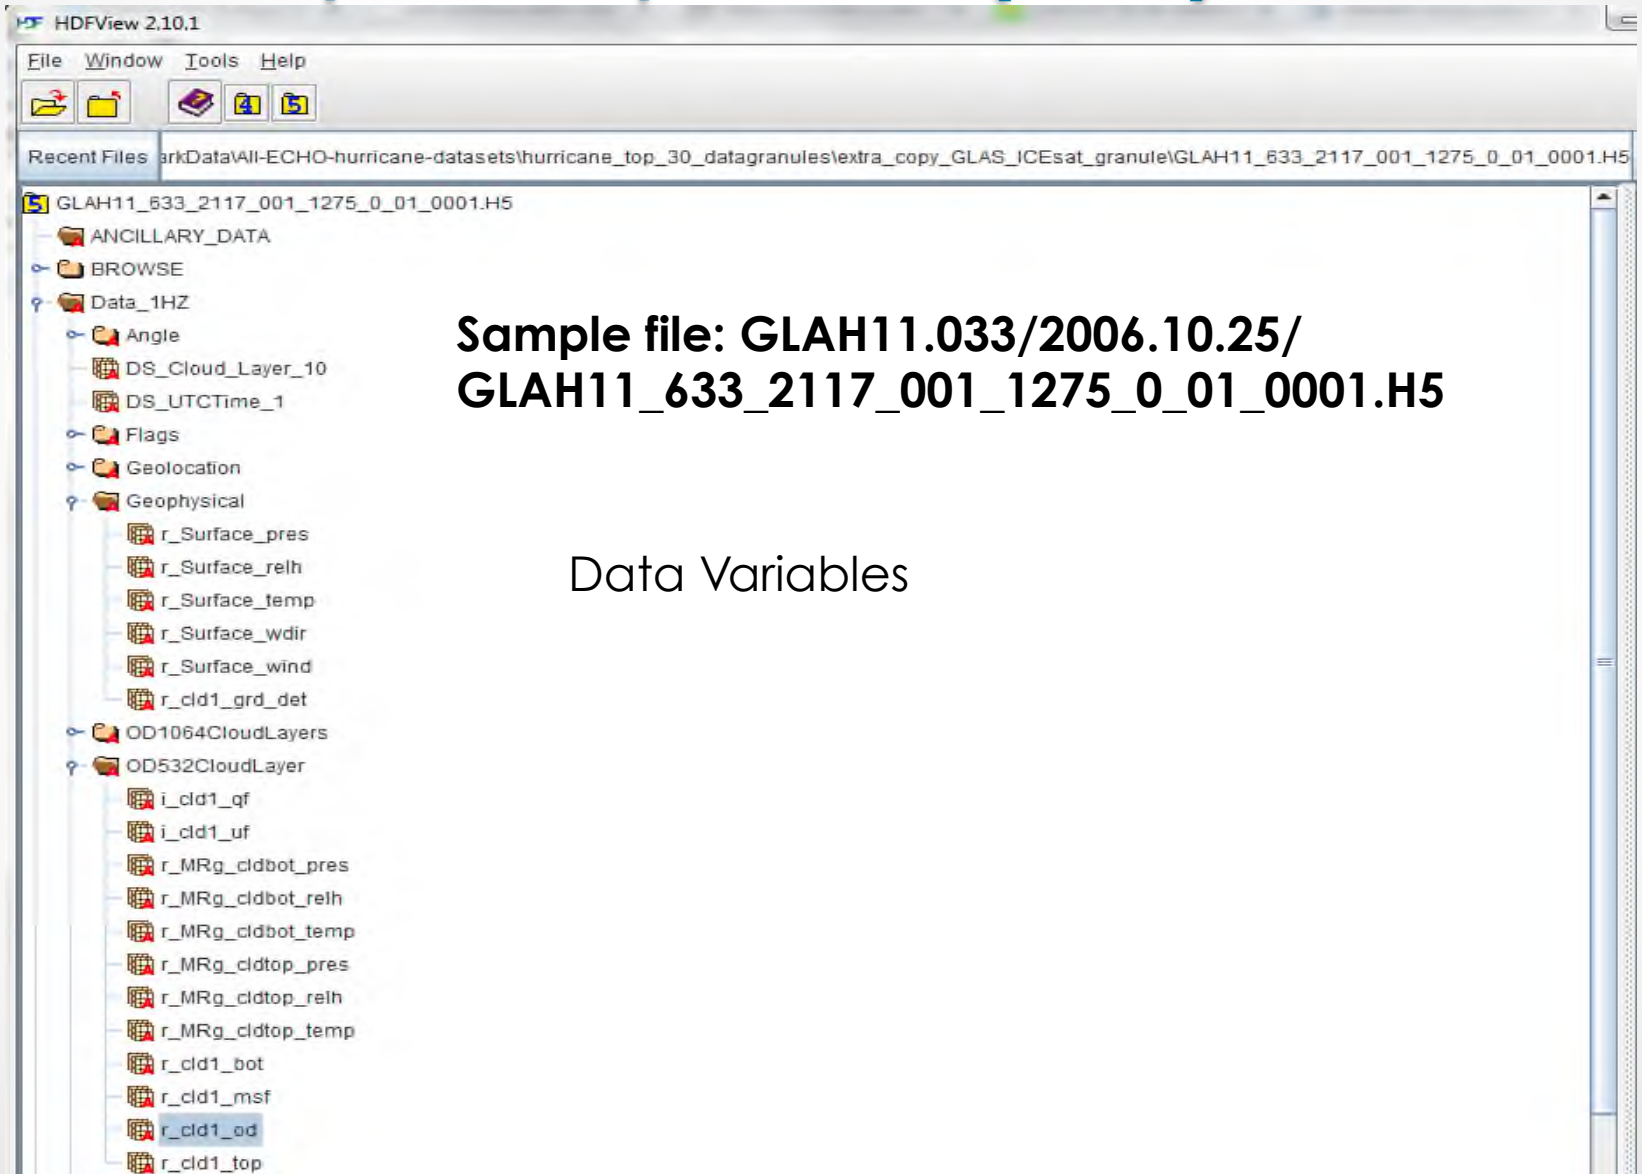 HDFView 2.10.1
File Window Tools Help
4 5
Recent Files arkData\All-ECHO-hurricane-datasets\hurricane_top_30_datagranules\extra_copy_GLAS_ICEsat_granule\GLAH11_633_2117_001_1275_0_01_0001.H5
5 GLAH11_633_2117_001_1275_0_01_0001.H5
ANCILLARY_DATA
BROWSE
Data_1HZ
Angle
DS_Cloud_Layer_10
DS_UTCTime_1
Flags
Geolocation
Geophysical
r_Surface_pres
r_Surface_relh
r_Surface_temp
r_Surface_wdir
r_Surface_wind
r_cld1_grd_det
OD1064CloudLayers
OD532CloudLayer
i_cld1_qf
i_cld1_uf
r_MRg_cldbot_pres
r_MRg_cldbot_relh
r_MRg_cldbot_temp
r_MRg_cldtop_pres
r_MRg_cldtop_relh
r_MRg_cldtop_temp
r_cld1_bot
r_cld1_msf
r_cld1_od
r_cld1_top
Sample file: GLAH11.033/2006.10.25/
GLAH11_633_2117_001_1275_0_01_0001.H5
Data Variables